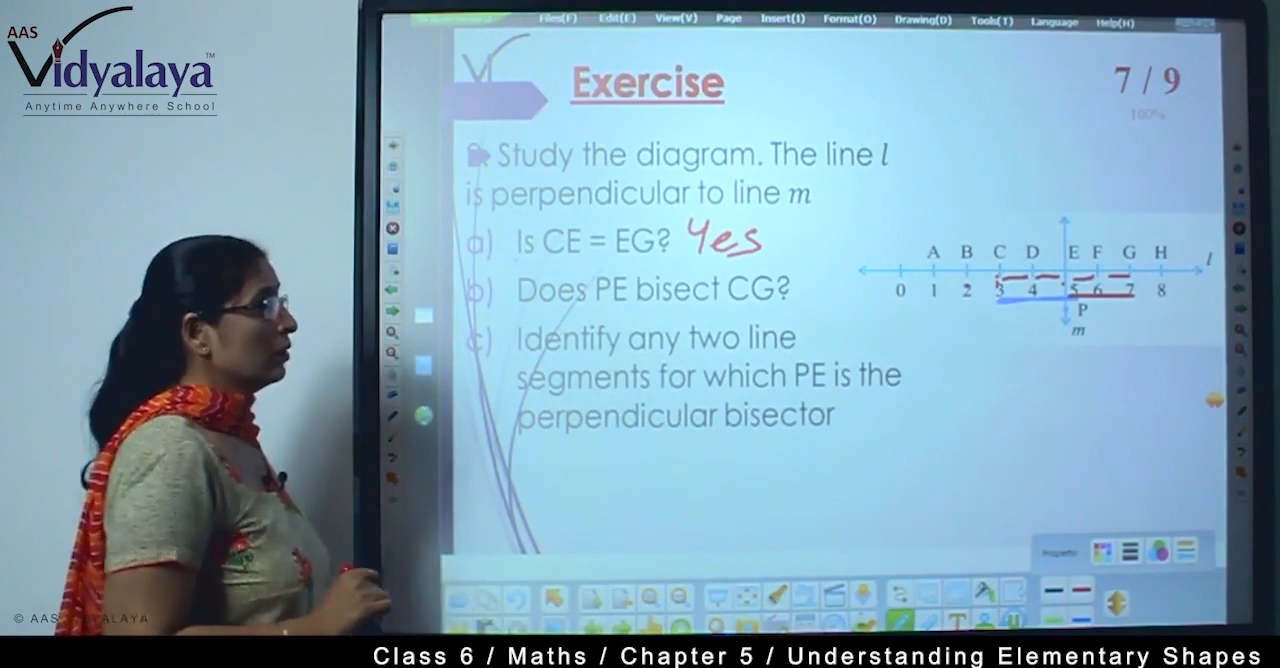 AAS
Vidyalaya™
Anytime Anywhere School
Files(F) Edit(E) View(V) Page Insert(I) Format(O) Drawing(D) Tools(T) Language Help(H)
Exercise
7 / 9
100%
Study the diagram. The line l
is perpendicular to line m
a) Is CE = EG? Yes
b) Does PE bisect CG?
c) Identify any two line
segments for which PE is the
perpendicular bisector
A B C D E F G H l
0 1 2 3 4 5 6 7 8
P
m
Property
© AAS VIDYALAYA
Class 6 / Maths / Chapter 5 / Understanding Elementary Shapes